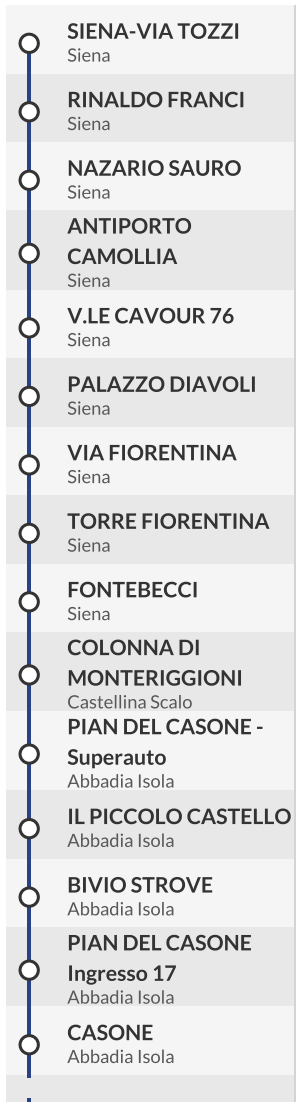 SIENA-VIA TOZZI
Siena
RINALDO FRANCI
Siena
NAZARIO SAURO
Siena
ANTIPORTO
CAMOLLIA
Siena
V.LE CAVOUR 76
Siena
PALAZZO DIAVOLI
Siena
VIA FIORENTINA
Siena
TORRE FIORENTINA
Siena
FONTEBECCI
Siena
COLONNA DI
MONTERIGGIONI
Castellina Scalo
PIAN DEL CASONE -
Superauto
Abbadia Isola
IL PICCOLO CASTELLO
Abbadia Isola
BIVIO STROVE
Abbadia Isola
PIAN DEL CASONE
Ingresso 17
Abbadia Isola
CASONE
Abbadia Isola